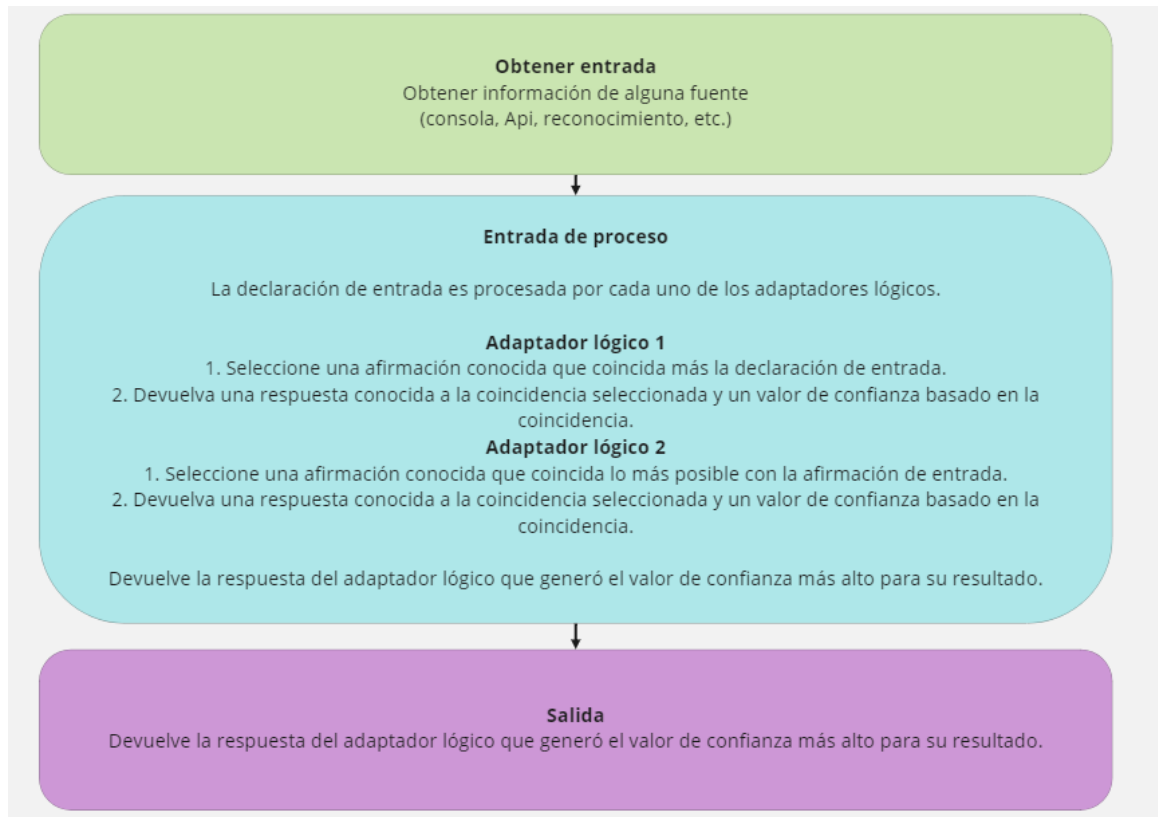 Obtener entrada
Obtener información de alguna fuente
(consola, Api, reconocimiento, etc.)
Entrada de proceso
La declaración de entrada es procesada por cada uno de los adaptadores lógicos.
Adaptador lógico 1
1. Seleccione una afirmación conocida que coincida más la declaración de entrada.
2. Devuelva una respuesta conocida a la coincidencia seleccionada y un valor de confianza basado en la
coincidencia.
Adaptador lógico 2
1. Seleccione una afirmación conocida que coincida lo más posible con la afirmación de entrada.
2. Devuelva una respuesta conocida a la coincidencia seleccionada y un valor de confianza basado en la
coincidencia.
Devuelve la respuesta del adaptador lógico que generó el valor de confianza más alto para su resultado.
Salida
Devuelve la respuesta del adaptador lógico que generó el valor de confianza más alto para su resultado.